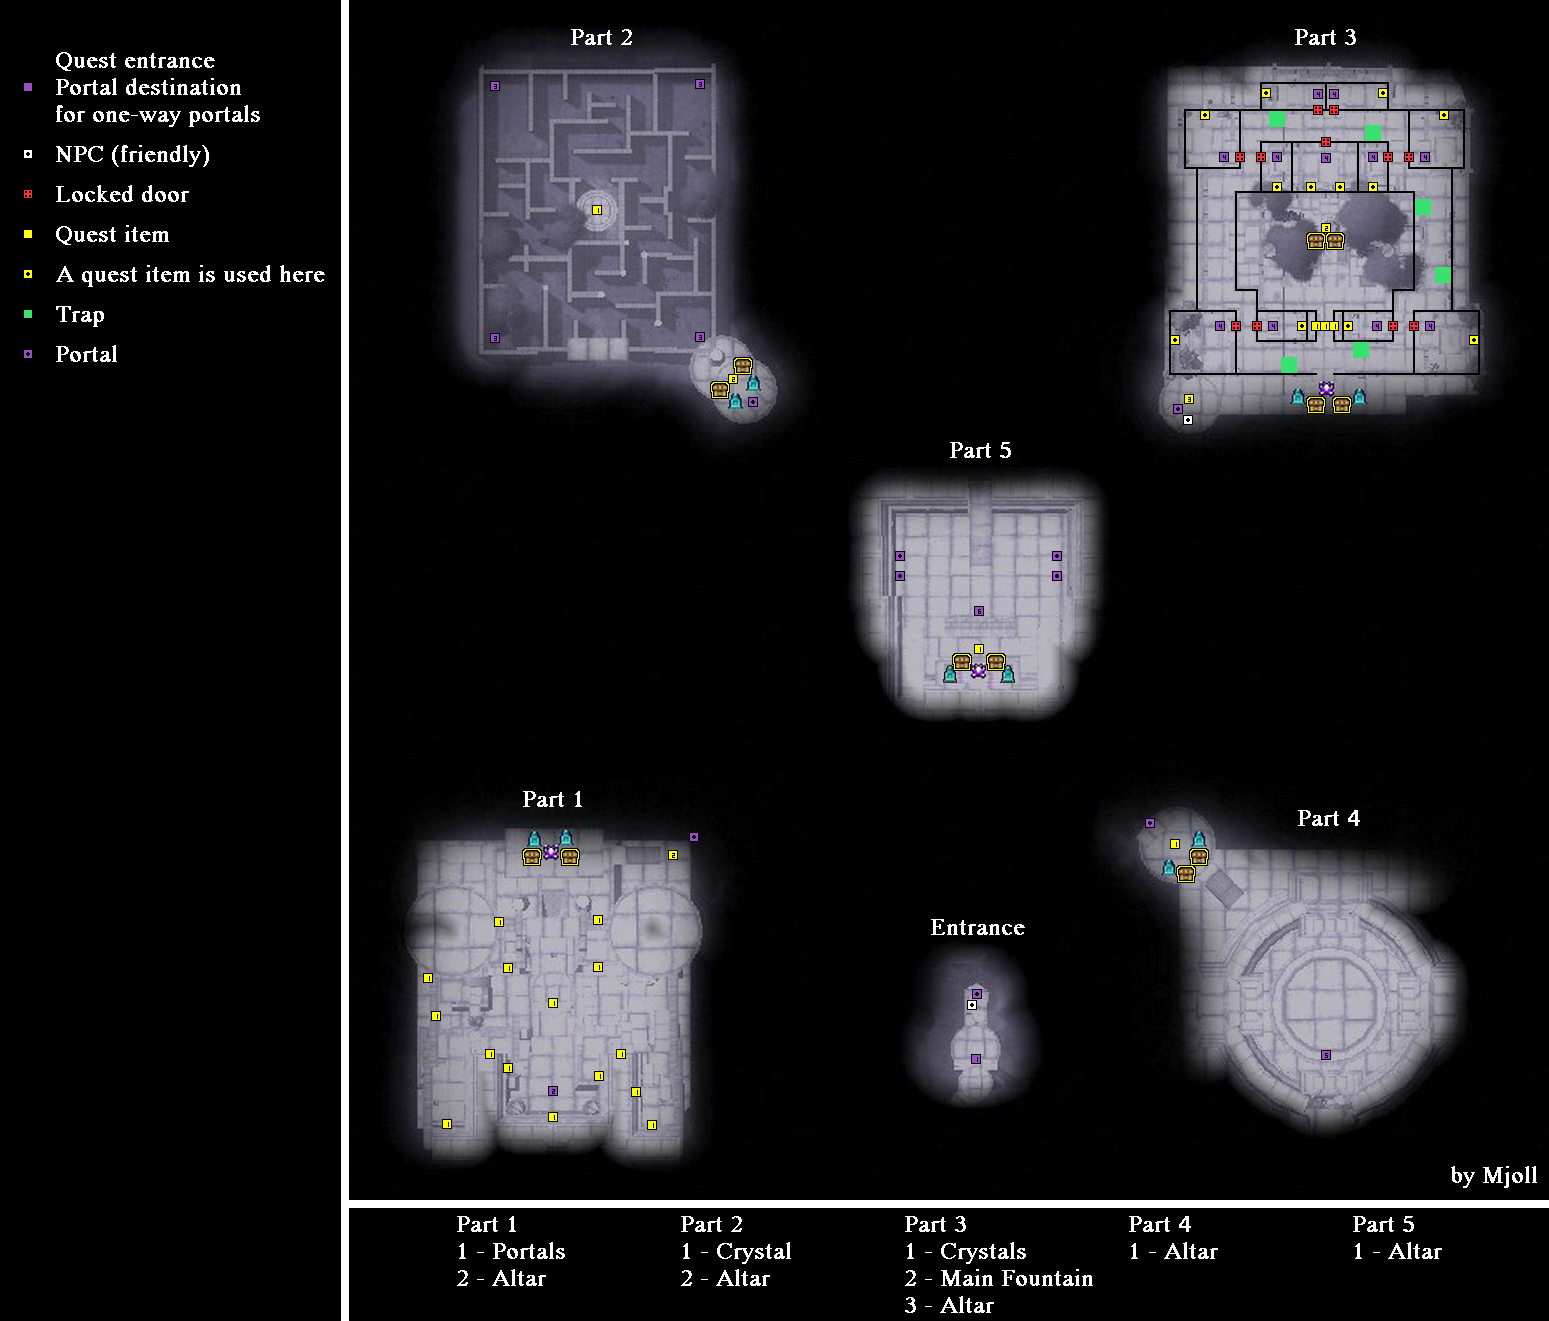 Quest entrance
Portal destination
for one-way portals
NPC (friendly)
Locked door
Quest item
A quest item is used here
Trap
Portal
Part 2
Part 3
Part 5
Part 1
Part 4
Entrance
by Mjoll
Part 1
1 - Portals
2 - Altar
Part 2
1 - Crystal
2 - Altar
Part 3
1 - Crystals
2 - Main Fountain
3 - Altar
Part 4
1 - Altar
Part 5
1 - Altar